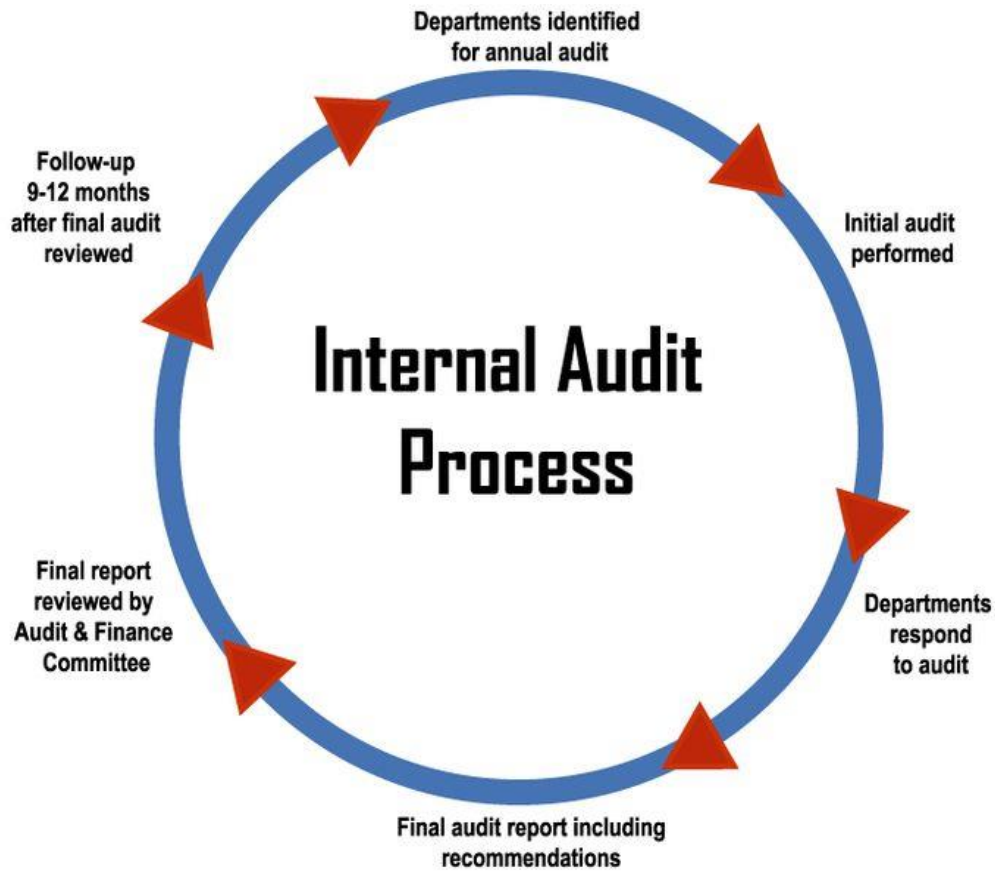 Departments identified
for annual audit
Initial audit
performed
Departments
respond
to audit
Final audit report including
recommendations
Final report
reviewed by
Audit & Finance
Committee
Follow-up
9-12 months
after final audit
reviewed
Internal Audit
Process